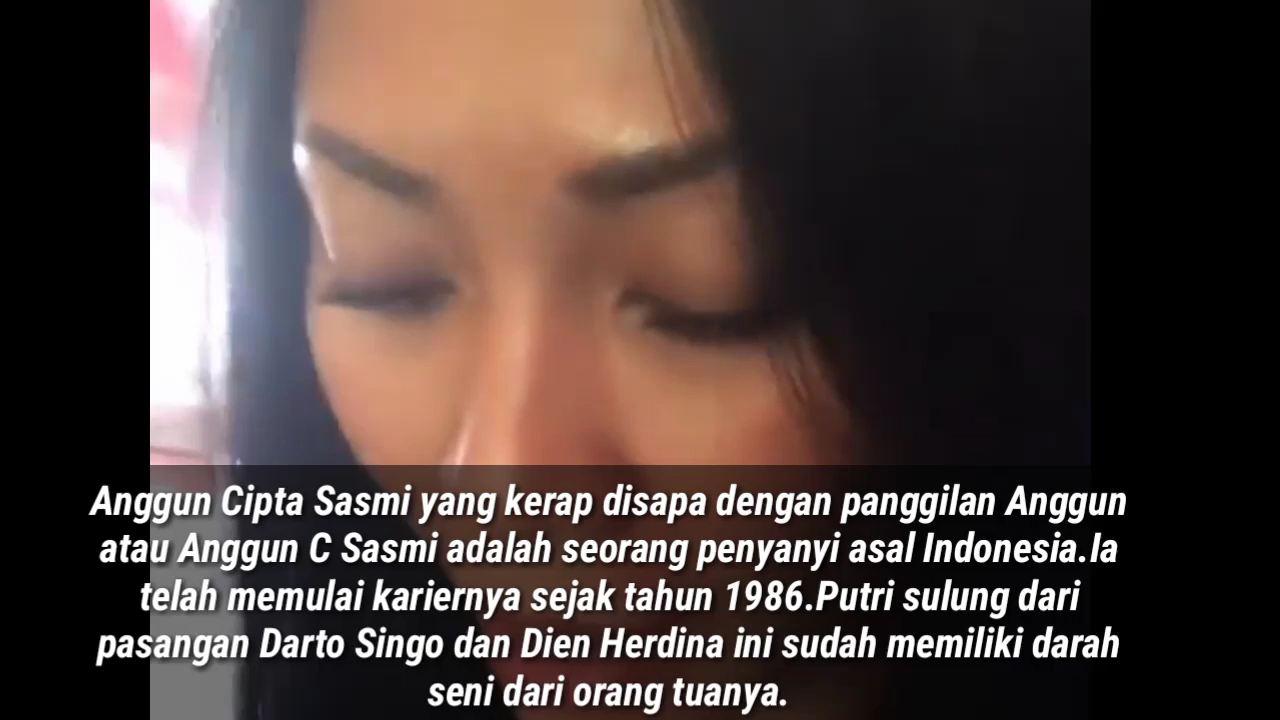 Anggun Cipta Sasmi yang kerap disapa dengan panggilan Anggun
atau Anggun C Sasmi adalah seorang penyanyi asal Indonesia.Ia
telah memulai kariernya sejak tahun 1986.Putri sulung dari
pasangan Darto Singo dan Dien Herdina ini sudah memiliki darah
seni dari orang tuanya.